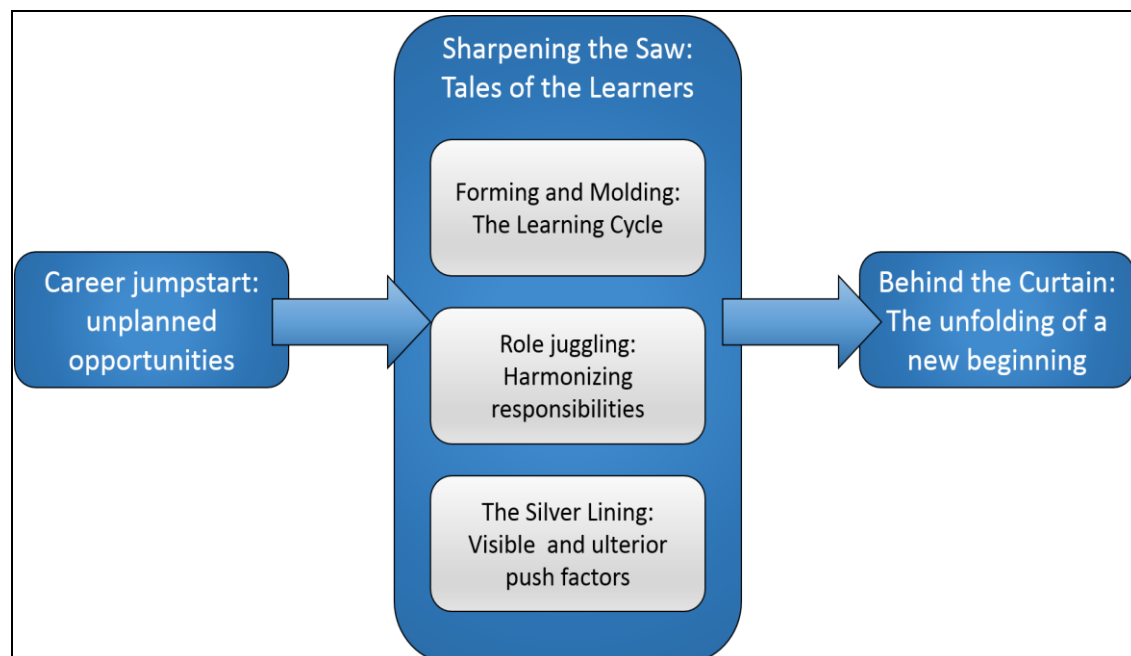 Career jumpstart:
unplanned
opportunities
Sharpening the Saw:
Tales of the Learners
Forming and Molding:
The Learning Cycle
Role juggling:
Harmonizing
responsibilities
The Silver Lining:
Visible and ulterior
push factors
Behind the Curtain:
The unfolding of a
new beginning